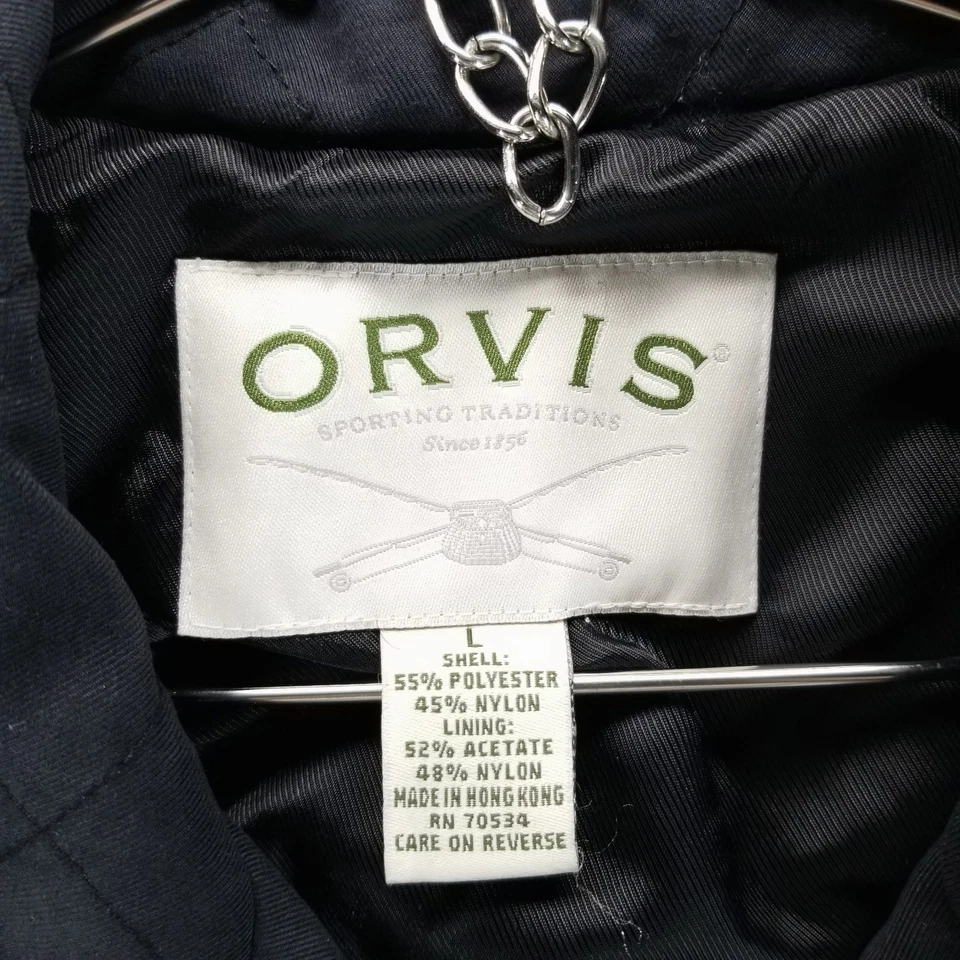 ORVIS®
SPORTING TRADITIONS
Since 1856
L
SHELL:
55% POLYESTER
45% NYLON
LINING:
52% ACETATE
48% NYLON
MADE IN HONG KONG
RN 70534
CARE ON REVERSE